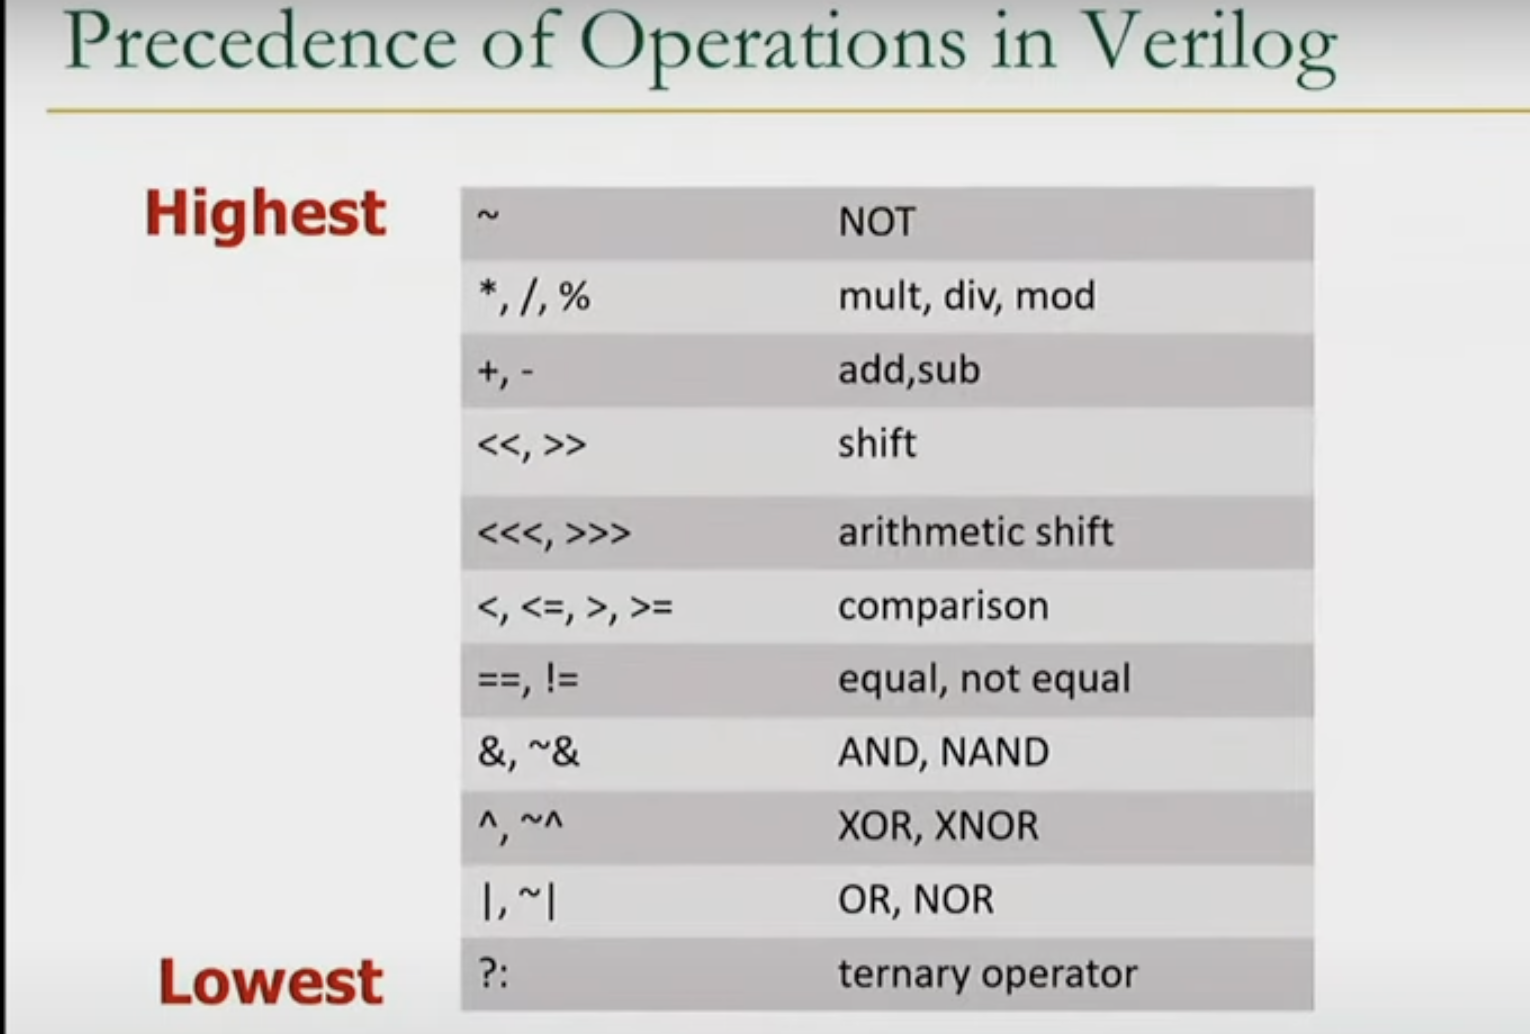 Precedence of Operations in Verilog
Highest
~ NOT
*, /, % mult, div, mod
+, - add,sub
<<, >> shift
<<<, >>> arithmetic shift
<, <=, >, >= comparison
==, != equal, not equal
&, ~& AND, NAND
^, ~^ XOR, XNOR
|, ~| OR, NOR
Lowest
?: ternary operator